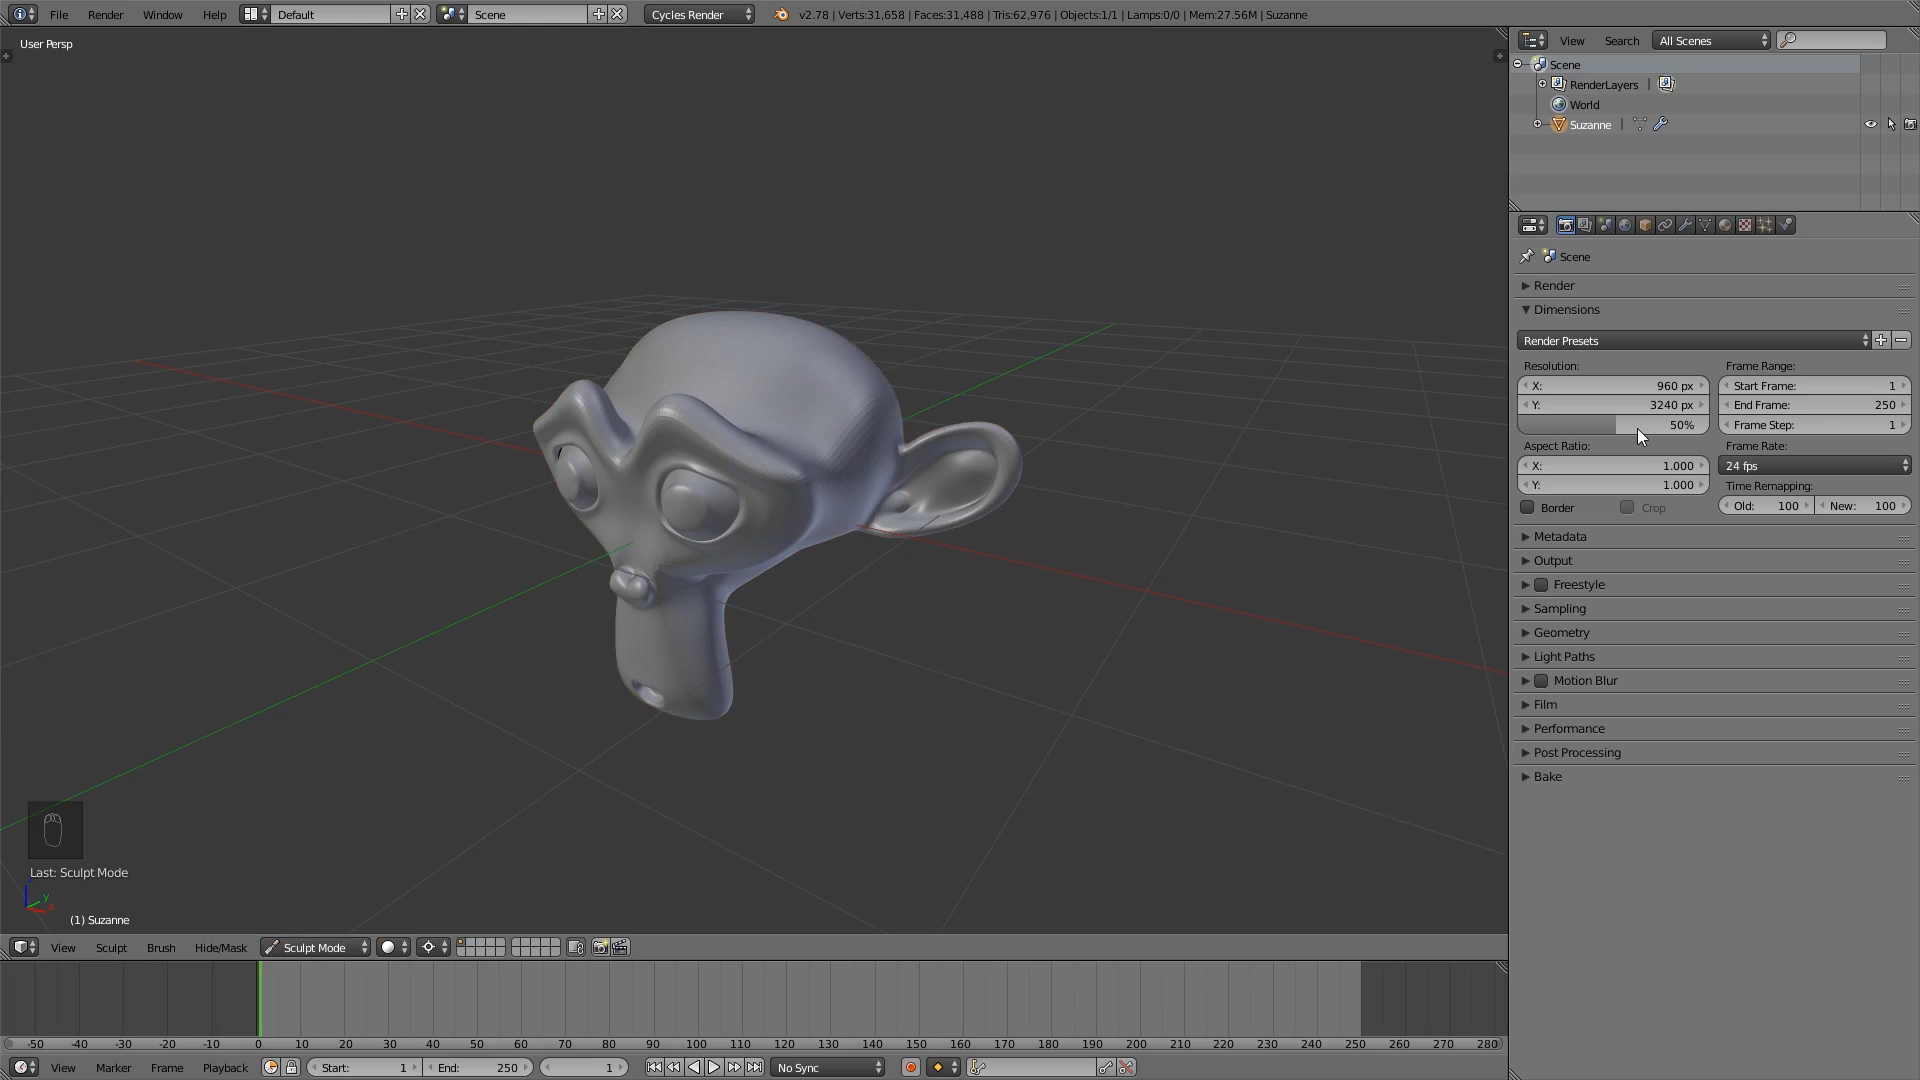 File Render Window Help Default Scene Cycles Render v2.78 | Verts:31,658 | Faces:31,488 | Tris:62,976 | Objects:1/1 | Lamps:0/0 | Mem:27.56M | Suzanne
User Persp
Last: Sculpt Mode
z
y
x
(1) Suzanne
View Sculpt Brush Hide/Mask Sculpt Mode
-50 -40 -30 -20 -10 0 10 20 30 40 50 60 70 80 90 100 110 120 130 140 150 160 170 180 190 200 210 220 230 240 250 260 270 280
View Marker Frame Playback Start: 1 End: 250 1 No Sync
View Search All Scenes
Scene
RenderLayers |
World
Suzanne |
Scene
Render
Dimensions
Render Presets
Resolution: Frame Range:
X: 960 px Start Frame: 1
Y: 3240 px End Frame: 250
50% Frame Step: 1
Aspect Ratio: Frame Rate:
X: 1.000 24 fps
Y: 1.000 Time Remapping:
Border Crop Old: 100 New: 100
Metadata
Output
Freestyle
Sampling
Geometry
Light Paths
Motion Blur
Film
Performance
Post Processing
Bake